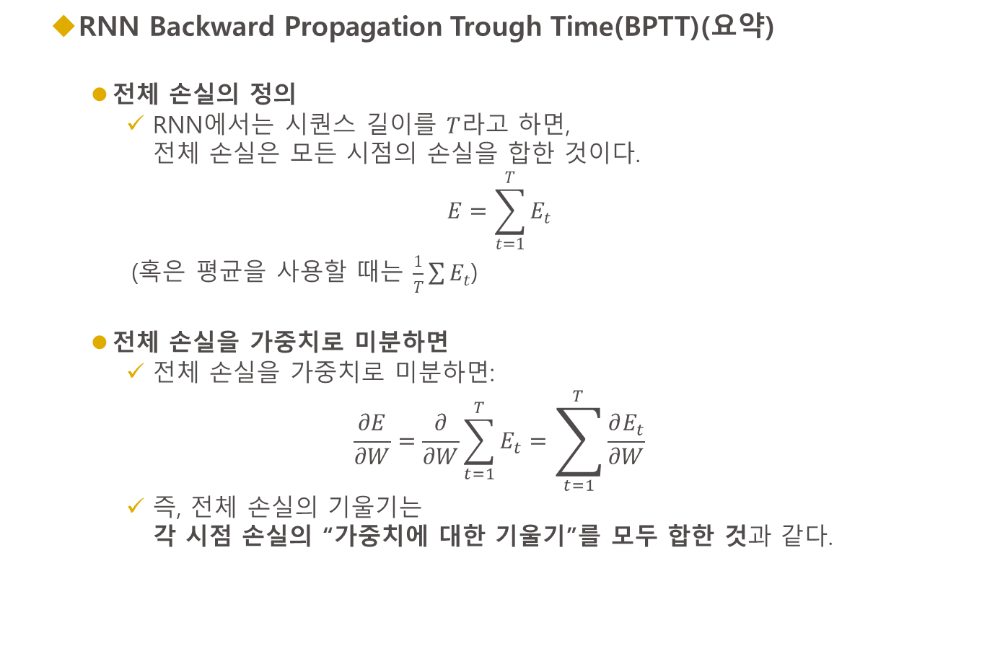 ◆RNN Backward Propagation Trough Time(BPTT)(요약)
● 전체 손실의 정의
✓ RNN에서는 시퀀스 길이를 T라고 하면,
전체 손실은 모든 시점의 손실을 합한 것이다.
$E = \sum_{t=1}^{T} E_t$
(혹은 평균을 사용할 때는 $\frac{1}{T}\sum E_t$)
● 전체 손실을 가중치로 미분하면
✓ 전체 손실을 가중치로 미분하면:
$\frac{\partial E}{\partial W} = \frac{\partial}{\partial W}\sum_{t=1}^{T} E_t = \sum_{t=1}^{T} \frac{\partial E_t}{\partial W}$
✓ 즉, 전체 손실의 기울기는
각 시점 손실의 “가중치에 대한 기울기”를 모두 합한 것과 같다.